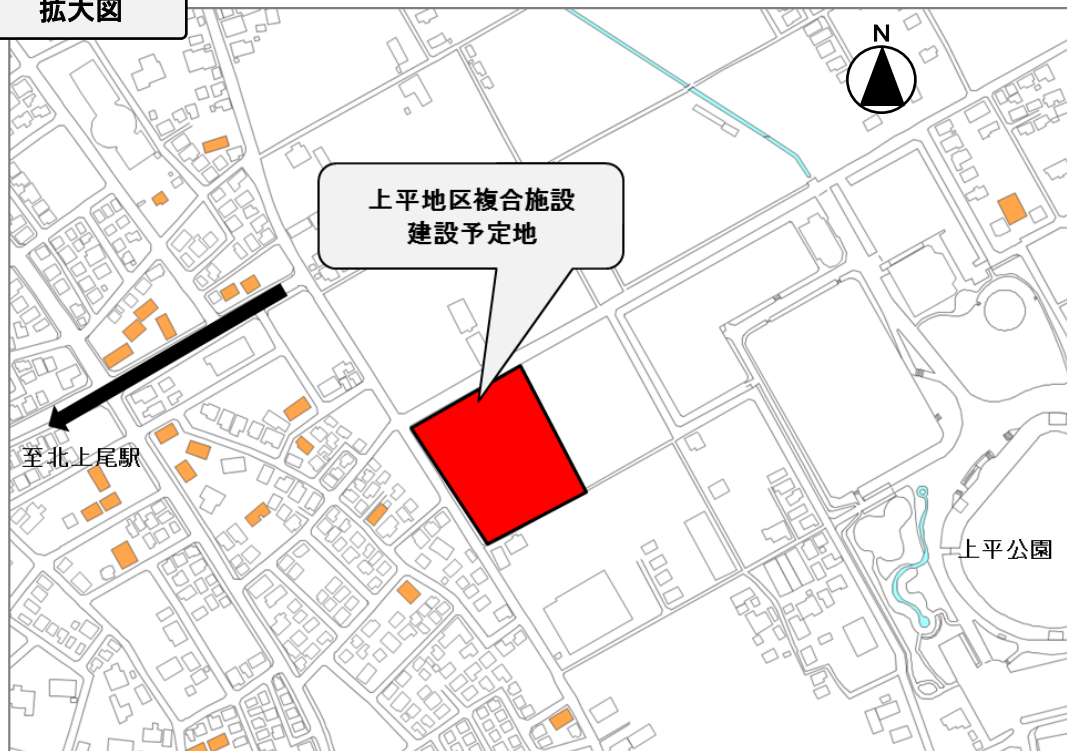 拡大図
N
上平地区複合施設
建設予定地
至北上尾駅
上平公園